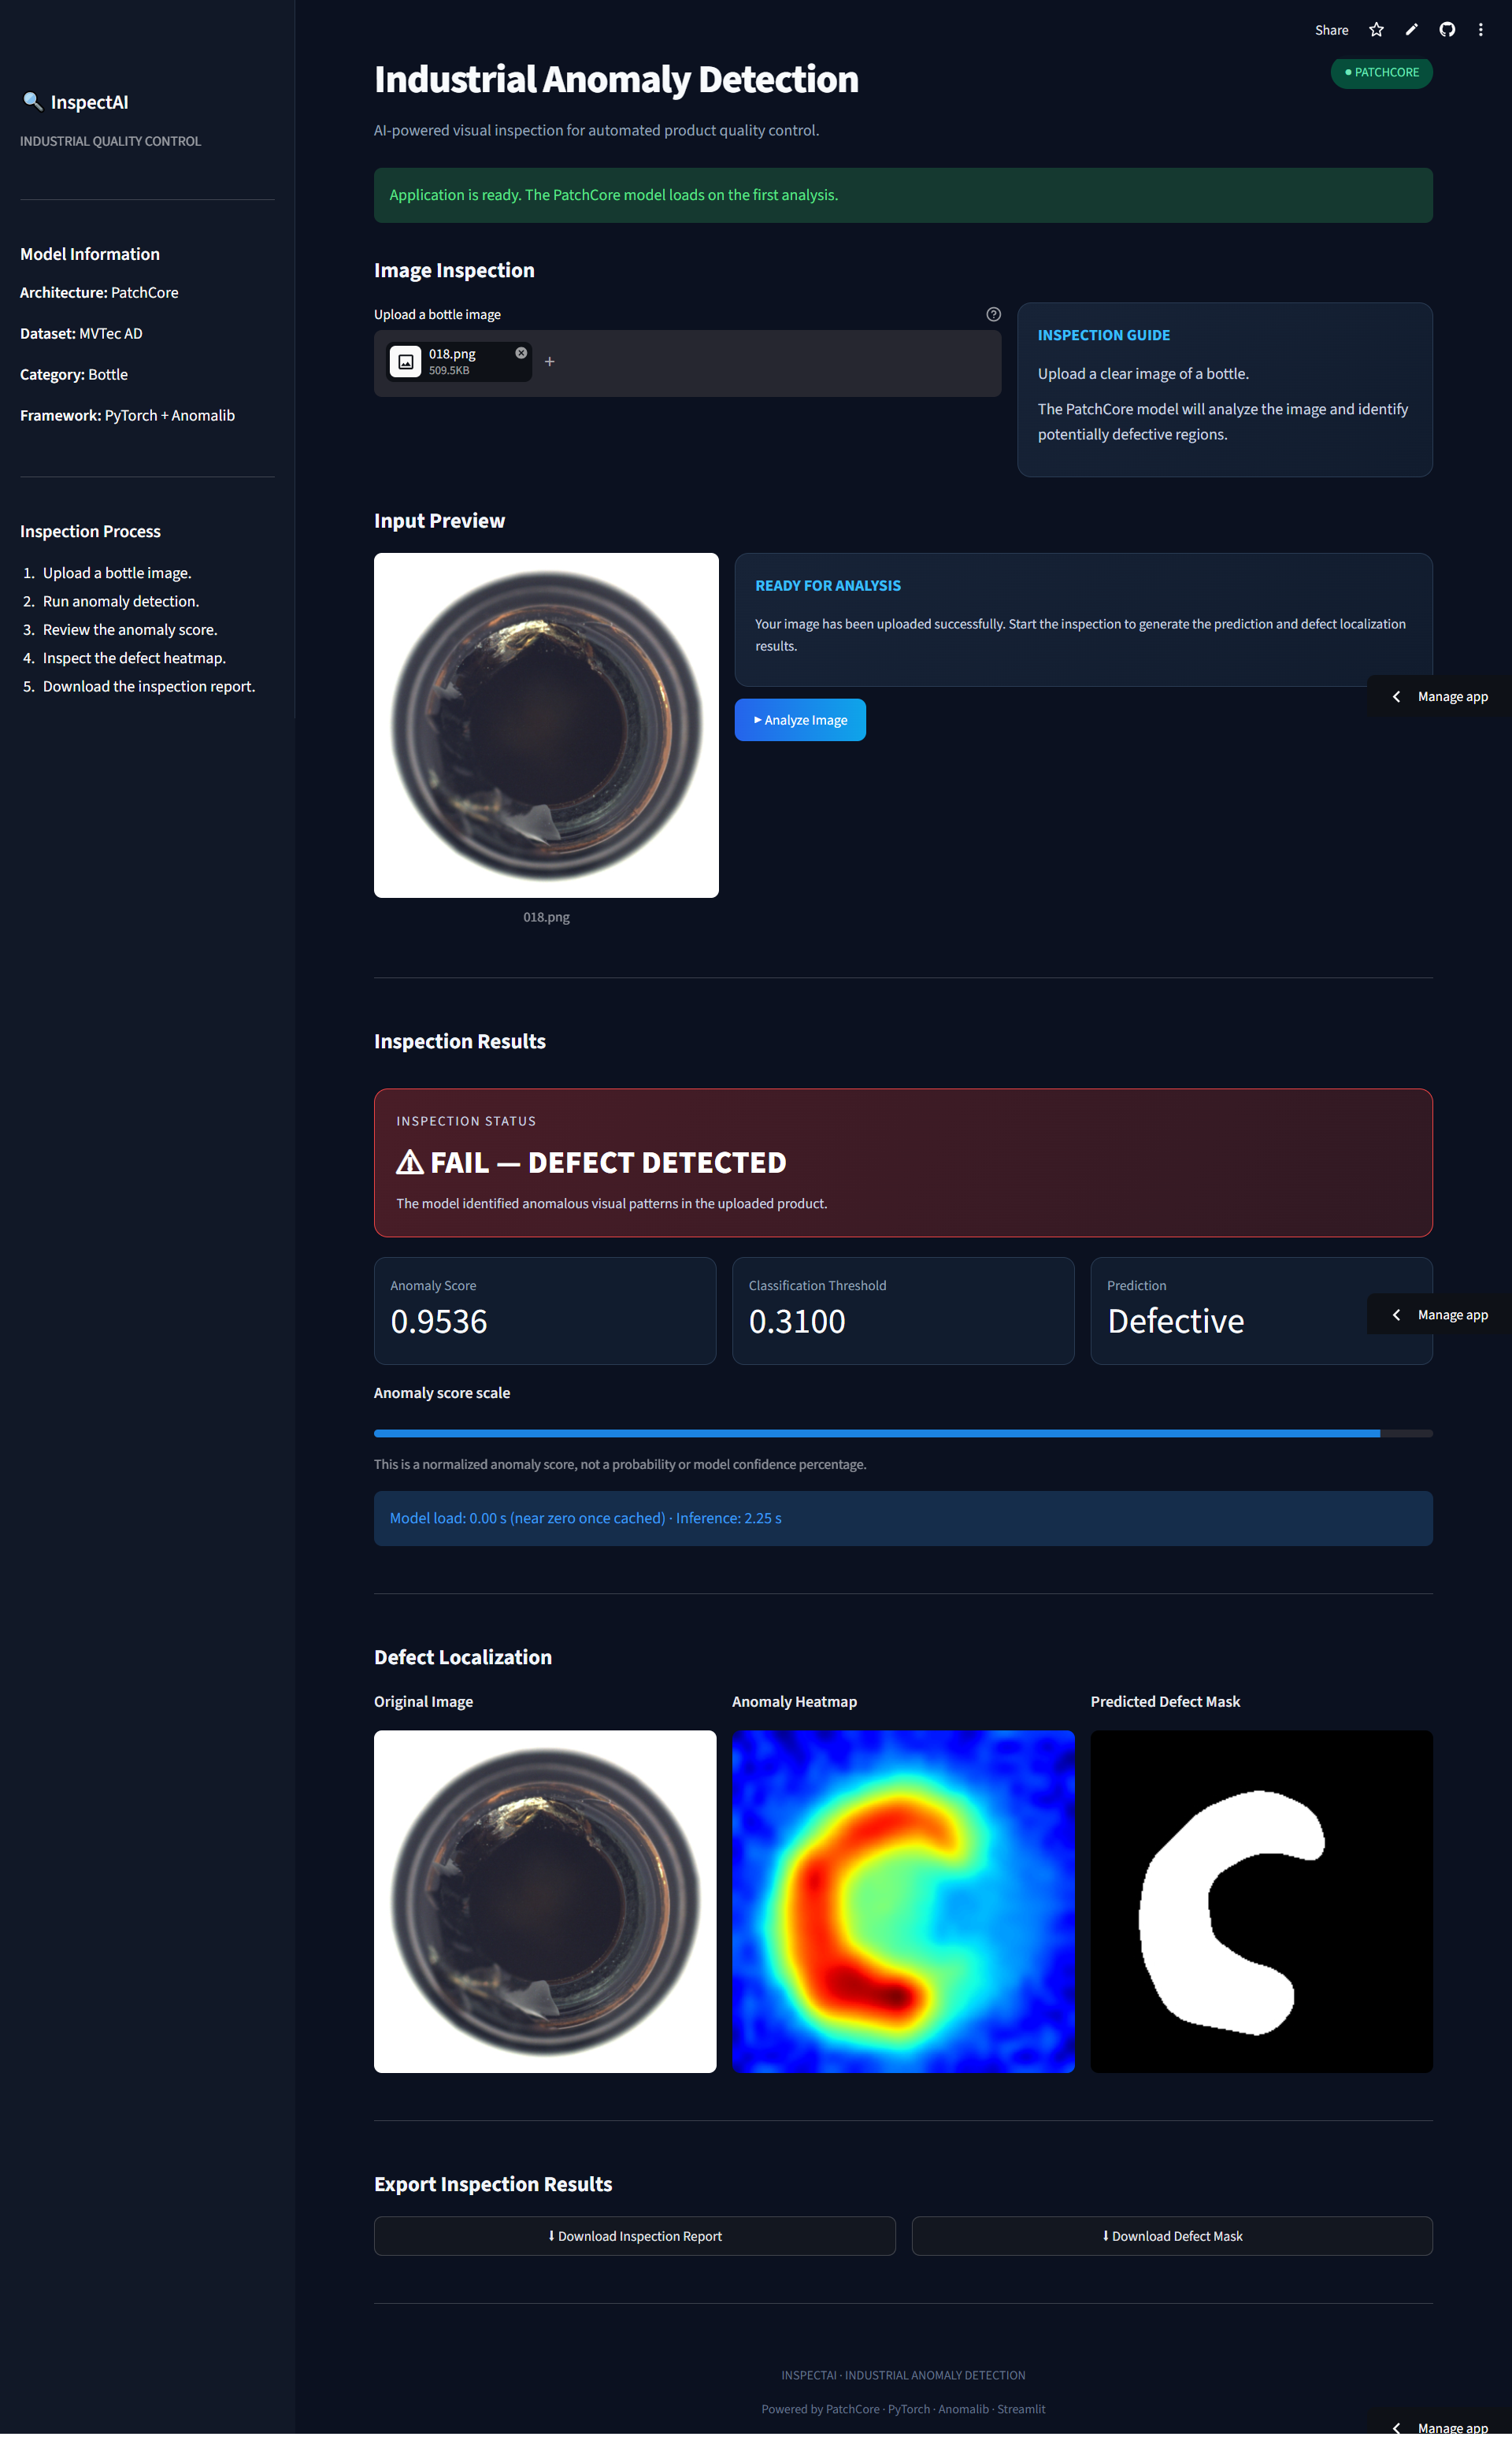 Share
🔍 InspectAI
INDUSTRIAL QUALITY CONTROL
Model Information
Architecture: PatchCore
Dataset: MVTec AD
Category: Bottle
Framework: PyTorch + Anomalib
Inspection Process
1. Upload a bottle image.
2. Run anomaly detection.
3. Review the anomaly score.
4. Inspect the defect heatmap.
5. Download the inspection report.
Industrial Anomaly Detection
● PATCHCORE
AI-powered visual inspection for automated product quality control.
Application is ready. The PatchCore model loads on the first analysis.
Image Inspection
Upload a bottle image
018.png
509.5KB
INSPECTION GUIDE
Upload a clear image of a bottle.
The PatchCore model will analyze the image and identify
potentially defective regions.
Input Preview
018.png
READY FOR ANALYSIS
Your image has been uploaded successfully. Start the inspection to generate the prediction and defect localization
results.
Manage app
▶ Analyze Image
Inspection Results
INSPECTION STATUS
⚠ FAIL — DEFECT DETECTED
The model identified anomalous visual patterns in the uploaded product.
Anomaly Score
0.9536
Classification Threshold
0.3100
Prediction
Defective
Manage app
Anomaly score scale
This is a normalized anomaly score, not a probability or model confidence percentage.
Model load: 0.00 s (near zero once cached) · Inference: 2.25 s
Defect Localization
Original Image
Anomaly Heatmap
Predicted Defect Mask
Export Inspection Results
⬇ Download Inspection Report
⬇ Download Defect Mask
INSPECTAI · INDUSTRIAL ANOMALY DETECTION
Powered by PatchCore · PyTorch · Anomalib · Streamlit
Manage app